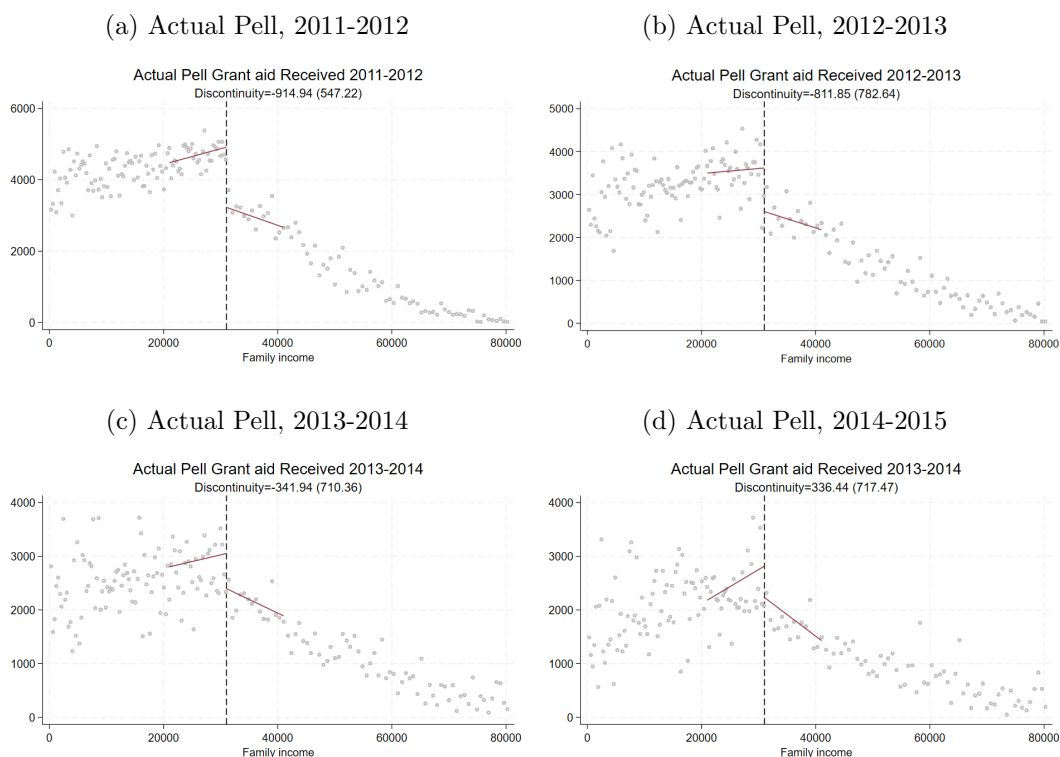 (a) Actual Pell, 2011-2012
Actual Pell Grant aid Received 2011-2012
Discontinuity=-914.94 (547.22)
6000
4000
2000
0
0 20000 40000 60000 80000
Family income
(b) Actual Pell, 2012-2013
Actual Pell Grant aid Received 2012-2013
Discontinuity=-811.85 (782.64)
5000
4000
3000
2000
1000
0
0 20000 40000 60000 80000
Family income
(c) Actual Pell, 2013-2014
Actual Pell Grant aid Received 2013-2014
Discontinuity=-341.94 (710.36)
4000
3000
2000
1000
0
0 20000 40000 60000 80000
Family income
(d) Actual Pell, 2014-2015
Actual Pell Grant aid Received 2013-2014
Discontinuity=336.44 (717.47)
4000
3000
2000
1000
0
0 20000 40000 60000 80000
Family income